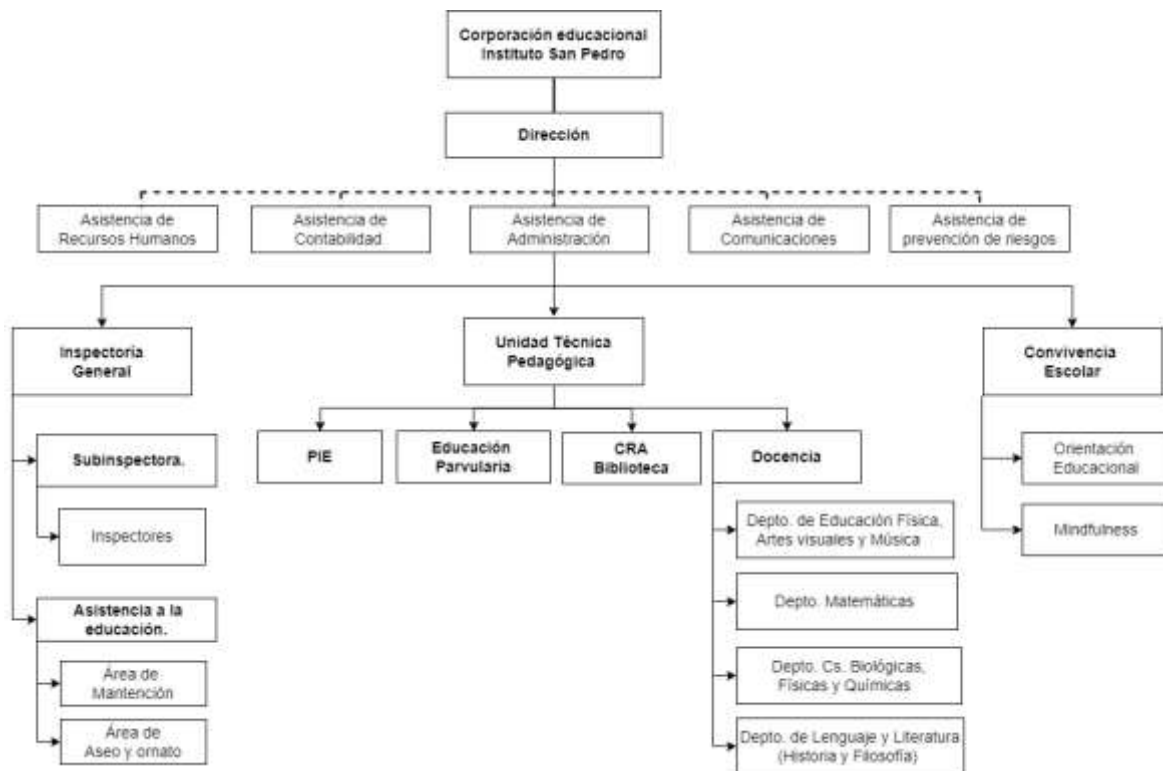 Corporación educacional
Instituto San Pedro
Dirección
Asistencia de
Recursos Humanos
Asistencia de
Contabilidad
Asistencia de
Administración
Asistencia de
Comunicaciones
Asistencia de
prevención de riesgos
Inspectoría
General
Unidad Técnica
Pedagógica
Convivencia
Escolar
Subinspectora.
Inspectores
Asistencia a la
educación.
Área de
Mantención
Área de
Aseo y ornato
PIE
Educación
Parvularia
CRA
Biblioteca
Docencia
Depto. de Educación Física,
Artes visuales y Música
Depto. Matemáticas
Depto. Cs. Biológicas,
Físicas y Químicas
Depto. de Lenguaje y Literatura
(Historia y Filosofía)
Orientación
Educacional
Mindfulness